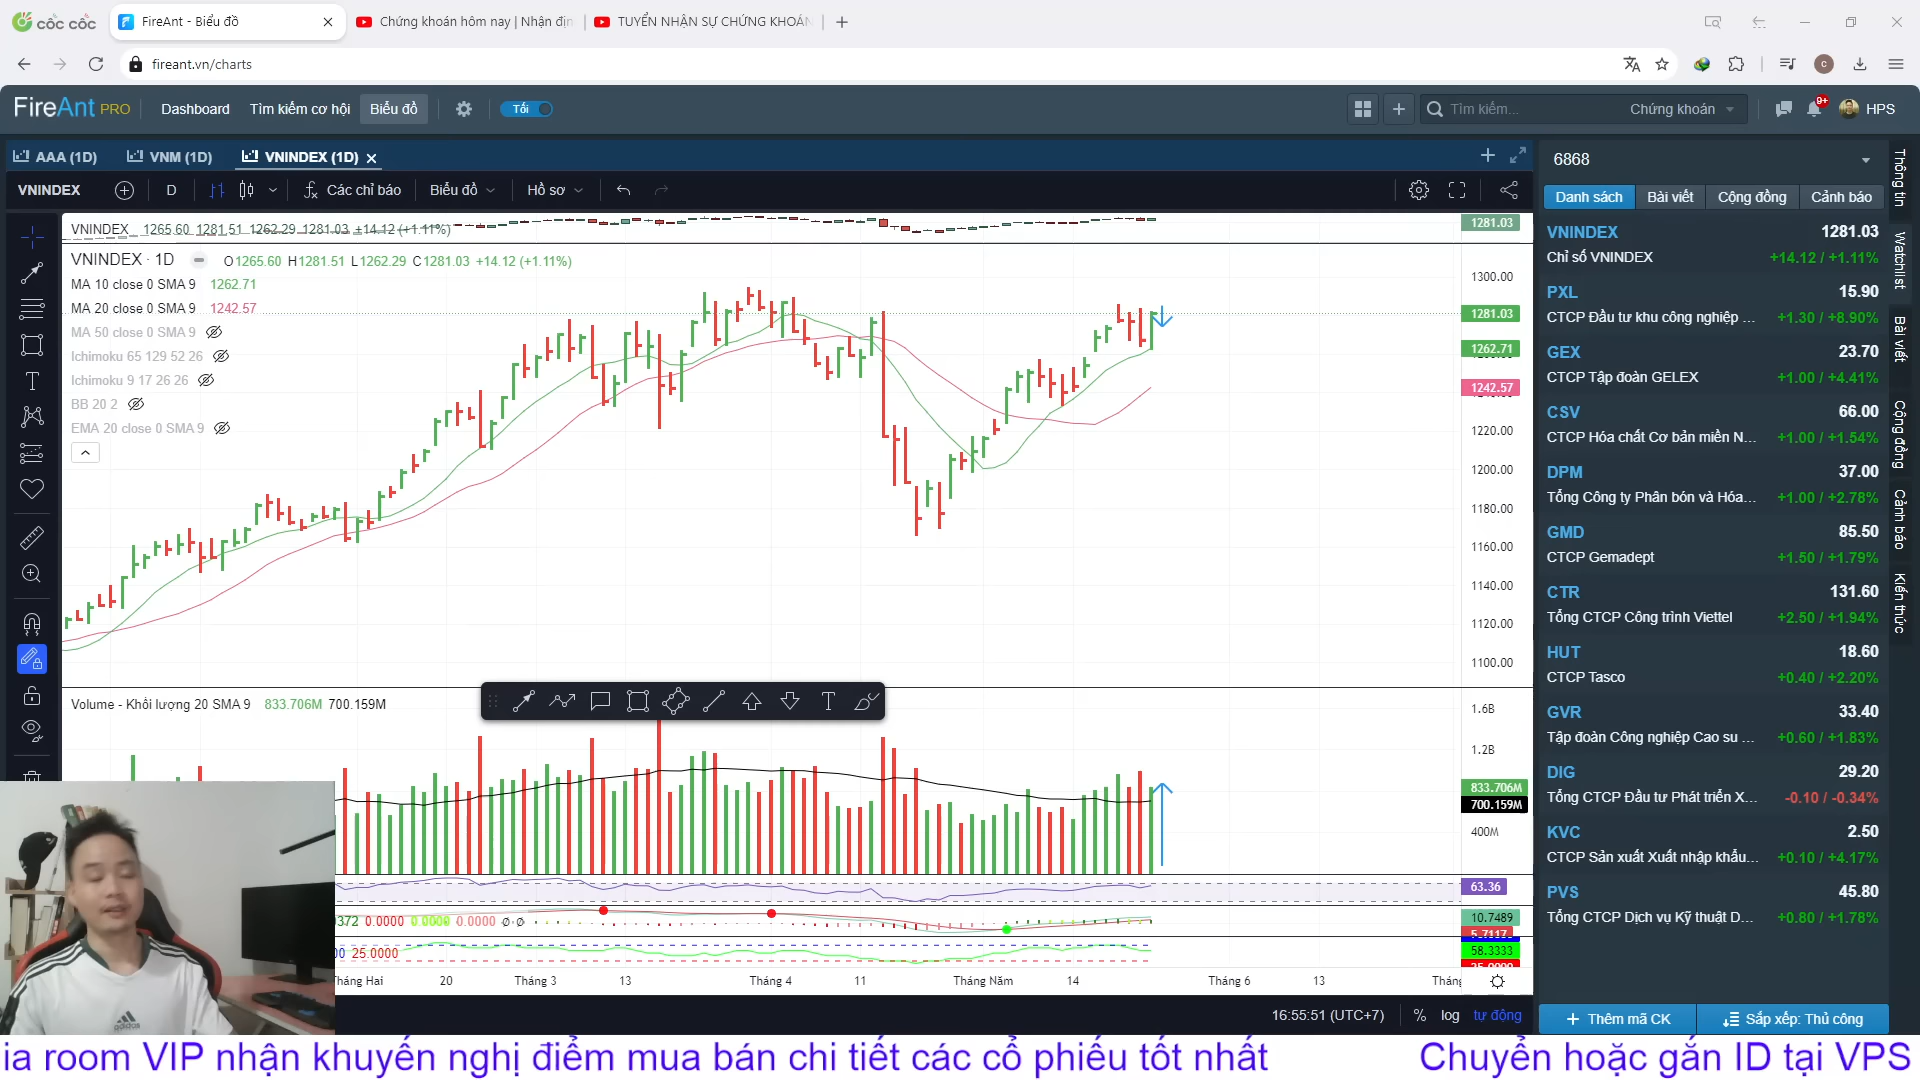 cốc cốc
FireAnt - Biểu đồ
Chứng khoán hôm nay | Nhận địn
TUYỂN NHÂN SỰ CHỨNG KHOÁN
fireant.vn/charts
FireAnt PRO
Dashboard
Tìm kiếm cơ hội
Biểu đồ
Tối
Tìm kiếm...
Chứng khoán
9+
HPS
AAA (1D)
VNM (1D)
VNINDEX (1D)
VNINDEX
D
Các chỉ báo
Biểu đồ
Hồ sơ
VNINDEX 1265.60 1281.51 1262.29 1281.03 +14.12 (+1.11%)
VNINDEX · 1D O1265.60 H1281.51 L1262.29 C1281.03 +14.12 (+1.11%)
MA 10 close 0 SMA 9 1262.71
MA 20 close 0 SMA 9 1242.57
MA 50 close 0 SMA 9
Ichimoku 65 129 52 26
Ichimoku 9 17 26 26
BB 20 2
EMA 20 close 0 SMA 9
1281.03
1300.00
1281.03
1262.71
1242.57
1220.00
1200.00
1180.00
1160.00
1140.00
1120.00
1100.00
Volume - Khối lượng 20 SMA 9 833.706M 700.159M
1.6B
1.2B
833.706M
700.159M
400M
63.36
372 0.0000 0.0000 0.0000
10.7489
5.7117
00 25.0000
58.3333
25.0000
Tháng Hai 20 Tháng 3 13 Tháng 4 11 Tháng Năm 14 Tháng 6 13 Tháng
16:55:51 (UTC+7) % log tự động
6868
Danh sách
Bài viết
Cộng đồng
Cảnh báo
VNINDEX 1281.03
Chỉ số VNINDEX +14.12 / +1.11%
PXL 15.90
CTCP Đầu tư khu công nghiệp ... +1.30 / +8.90%
GEX 23.70
CTCP Tập đoàn GELEX +1.00 / +4.41%
CSV 66.00
CTCP Hóa chất Cơ bản miền N... +1.00 / +1.54%
DPM 37.00
Tổng Công ty Phân bón và Hóa... +1.00 / +2.78%
GMD 85.50
CTCP Gemadept +1.50 / +1.79%
CTR 131.60
Tổng CTCP Công trình Viettel +2.50 / +1.94%
HUT 18.60
CTCP Tasco +0.40 / +2.20%
GVR 33.40
Tập đoàn Công nghiệp Cao su ... +0.60 / +1.83%
DIG 29.20
Tổng CTCP Đầu tư Phát triển X... -0.10 / -0.34%
KVC 2.50
CTCP Sản xuất Xuất nhập khẩu... +0.10 / +4.17%
PVS 45.80
Tổng CTCP Dịch vụ Kỹ thuật D... +0.80 / +1.78%
Thêm mã CK
Sắp xếp: Thủ công
Thông tin
Watchlist
Bài viết
Cộng đồng
Cảnh báo
Kiến thức
adidas
ia room VIP nhận khuyến nghị điểm mua bán chi tiết các cổ phiếu tốt nhất Chuyển hoặc gắn ID tại VPS